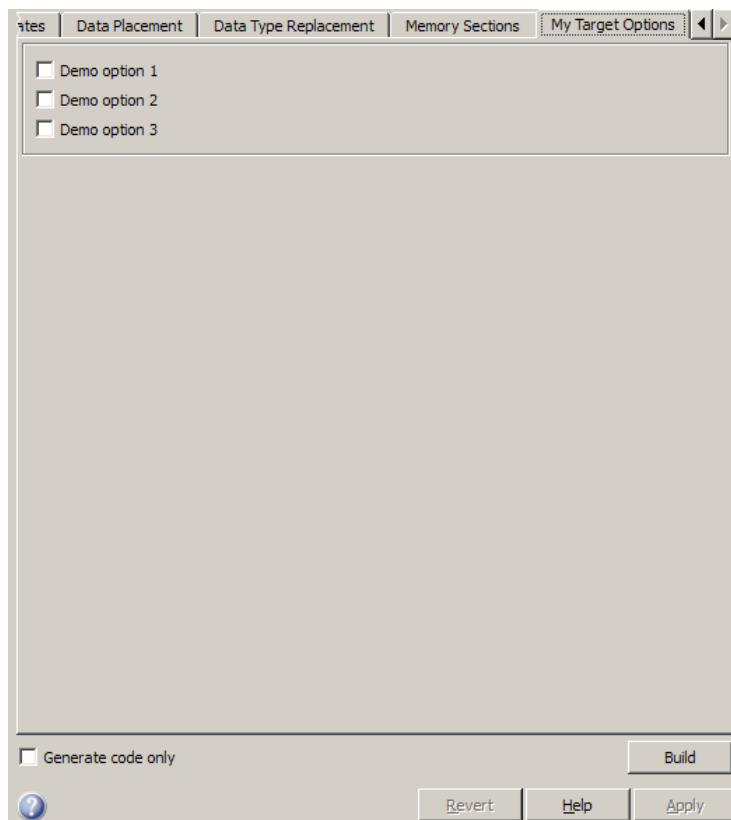 Data Placement Data Type Replacement Memory Sections My Target Options
Demo option 1
Demo option 2
Demo option 3
Generate code only Build
Revert Help Apply